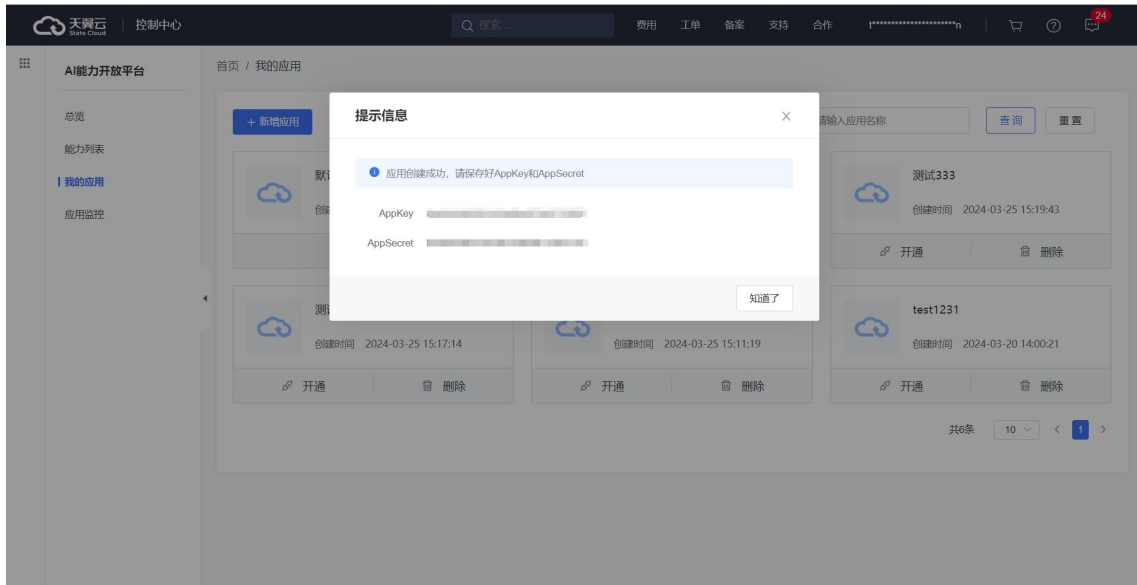 天翼云
State Cloud
控制中心
搜索...
费用
工单
备案
支持
合作
t***********************n
24
AI能力开放平台
总览
能力列表
我的应用
应用监控
首页 / 我的应用
+ 新增应用
请输入应用名称
查询
重置
提示信息
应用创建成功，请保存好AppKey和AppSecret
AppKey
AppSecret
知道了
测试333
创建时间 2024-03-25 15:19:43
开通
删除
创建时间 2024-03-25 15:17:14
开通
删除
创建时间 2024-03-25 15:11:19
开通
删除
test1231
创建时间 2024-03-20 14:00:21
开通
删除
共6条
10
1